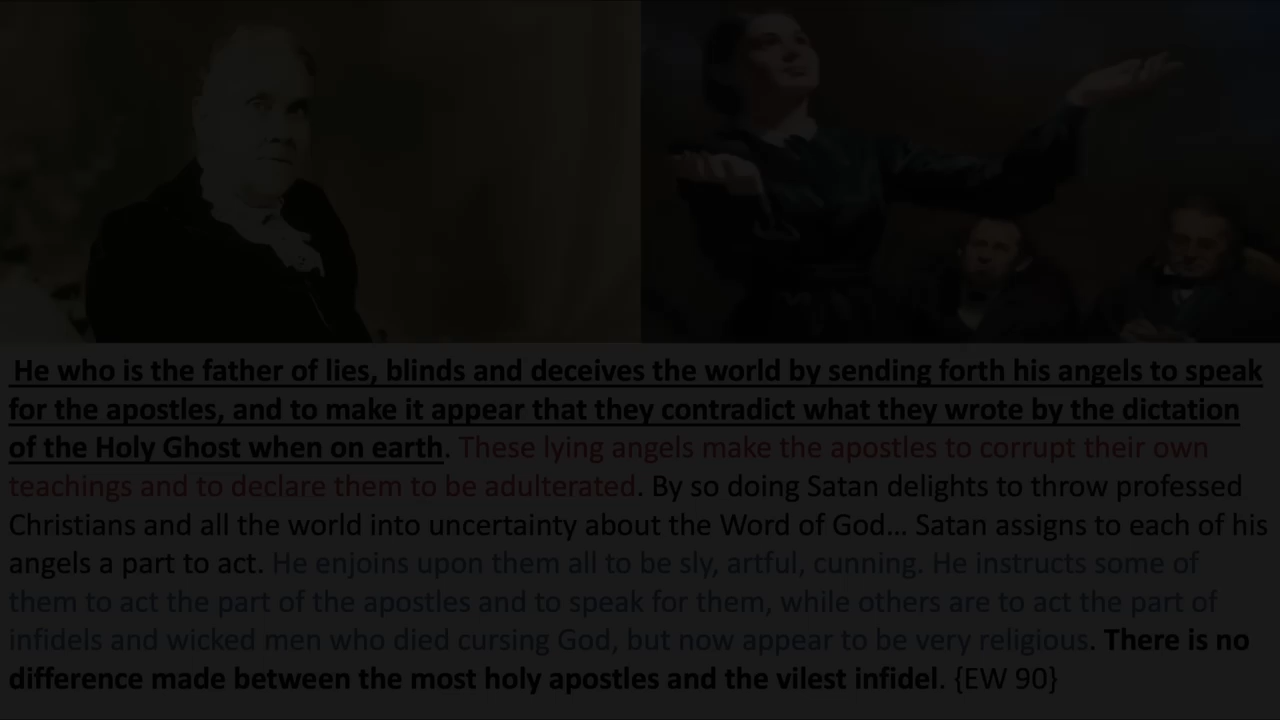 He who is the father of lies, blinds and deceives the world by sending forth his angels to speak
for the apostles, and to make it appear that they contradict what they wrote by the dictation
of the Holy Ghost when on earth. These lying angels make the apostles to corrupt their own
teachings and to declare them to be adulterated. By so doing Satan delights to throw professed
Christians and all the world into uncertainty about the Word of God... Satan assigns to each of his
angels a part to act. He enjoins upon them all to be sly, artful, cunning. He instructs some of
them to act the part of the apostles and to speak for them, while others are to act the part of
infidels and wicked men who died cursing God, but now appear to be very religious. There is no
difference made between the most holy apostles and the vilest infidel. {EW 90}